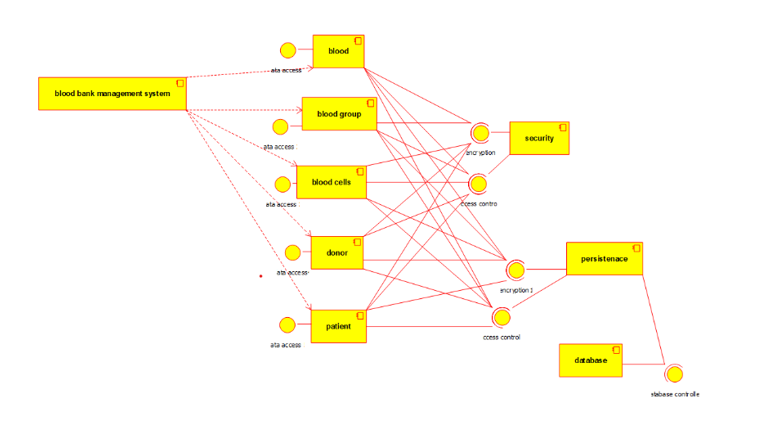 blood
ata access
blood bank management system
blood group
ata access :
security
encryption
blood cells
ata access
ccess contro
donor
ata access
persistenace
encryption
patient
ata access
ccess control
database
atabase controlle